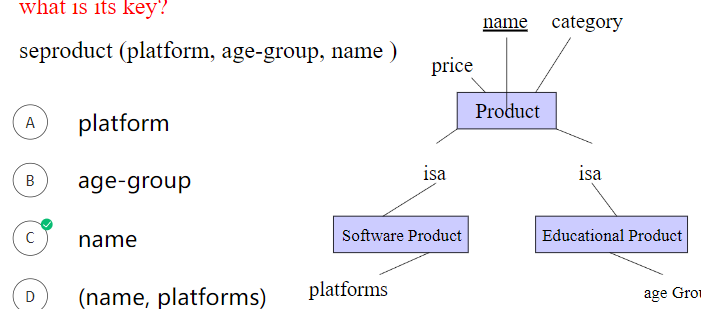 what is its key?
seproduct (platform, age-group, name )
A platform
B age-group
C name
D (name, platforms)
name category
price
Product
isa isa
Software Product Educational Product
platforms
age Grou